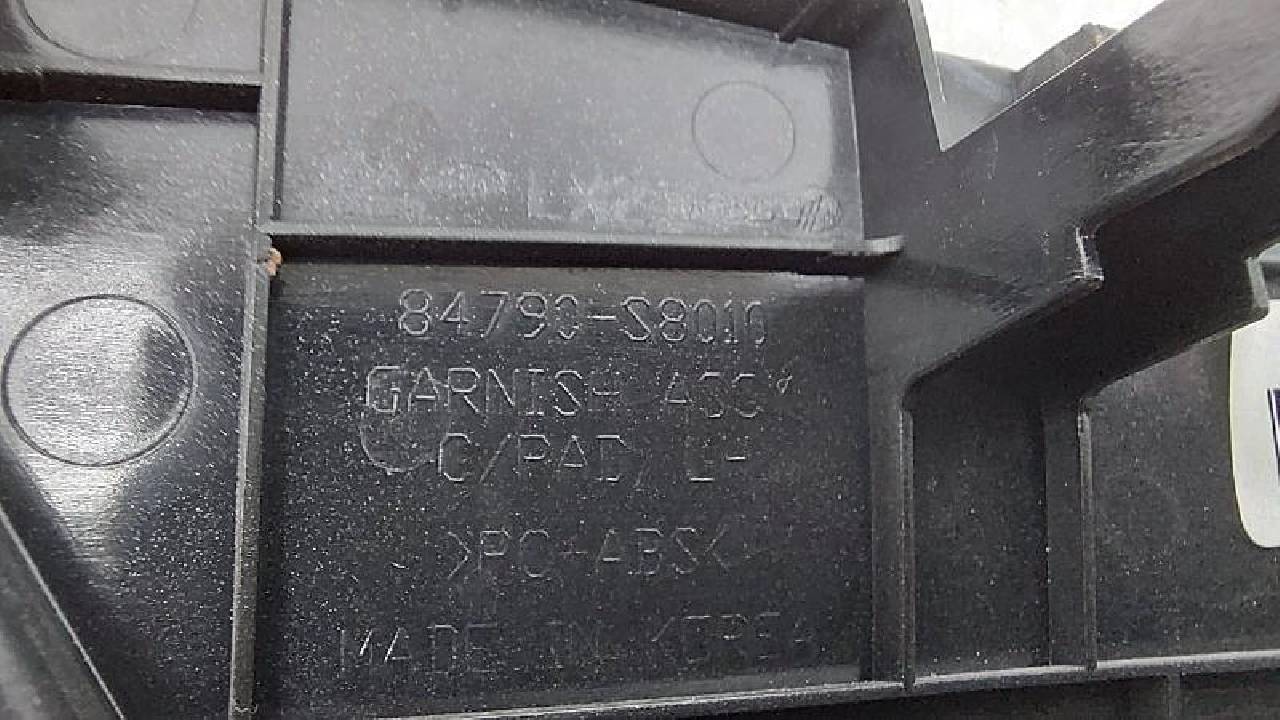 84790-S8010
GARNISH ASSY
C/PAD, LH
>PC+ABS<
MADE IN KOREA